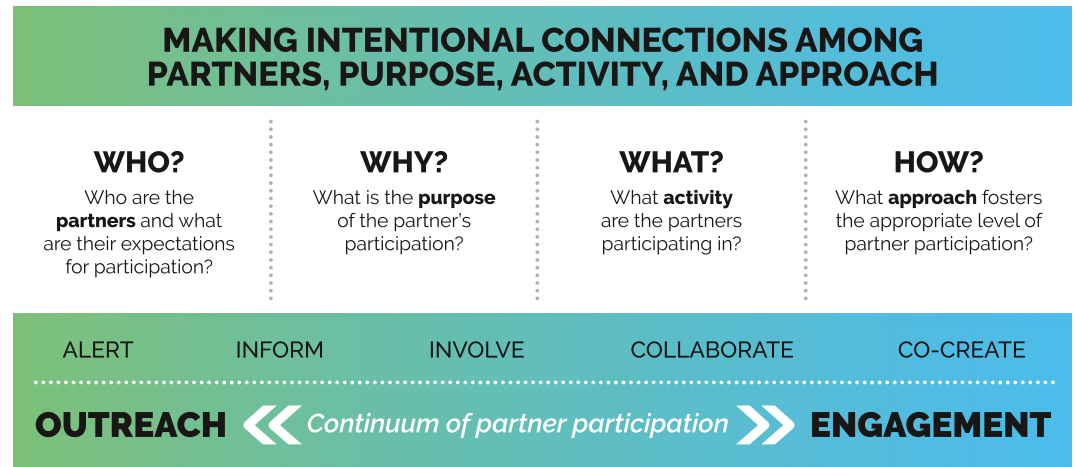 MAKING INTENTIONAL CONNECTIONS AMONG
PARTNERS, PURPOSE, ACTIVITY, AND APPROACH
WHO?
Who are the
partners and what
are their expectations
for participation?
WHY?
What is the purpose
of the partner’s
participation?
WHAT?
What activity
are the partners
participating in?
HOW?
What approach fosters
the appropriate level of
partner participation?
ALERT INFORM INVOLVE COLLABORATE CO-CREATE
OUTREACH Continuum of partner participation ENGAGEMENT